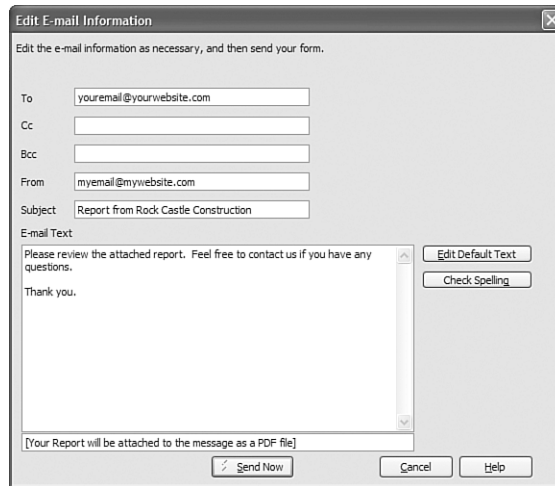 Edit E-mail Information
Edit the e-mail information as necessary, and then send your form.
To youremail@yourwebsite.com
Cc
Bcc
From myemail@mywebsite.com
Subject Report from Rock Castle Construction
E-mail Text
Please review the attached report. Feel free to contact us if you have any
questions.
Thank you.
Edit Default Text
Check Spelling
[Your Report will be attached to the message as a PDF file]
Send Now Cancel Help